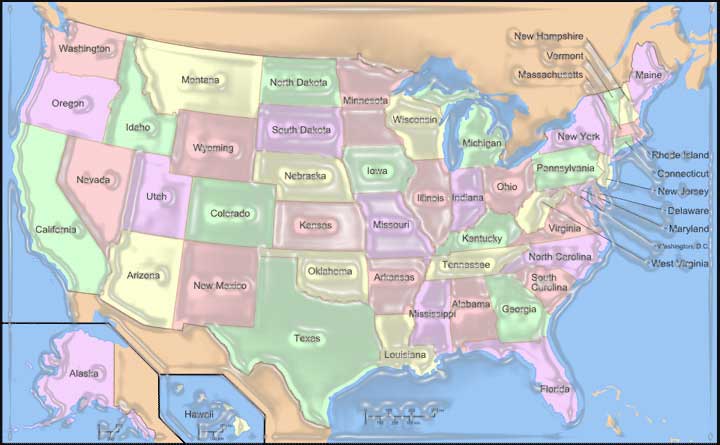 New Hampshire
Vermont
Massachusetts
Washington
Montana
North Dakota
Minnesota
Maine
Oregon
Idaho
Wyoming
South Dakota
Wisconsin
Michigan
New York
Rhode Island
Connecticut
New Jersey
Delaware
Maryland
Washington, D.C.
West Virginia
Nevada
Utah
Colorado
Nebraska
Iowa
Illinois
Indiana
Ohio
Pennsylvania
California
Kansas
Missouri
Kentucky
Virginia
Arizona
New Mexico
Oklahoma
Arkansas
Tennessee
North Carolina
South
Carolina
Texas
Louisiana
Mississippi
Alabama
Georgia
Florida
Alaska
Hawaii